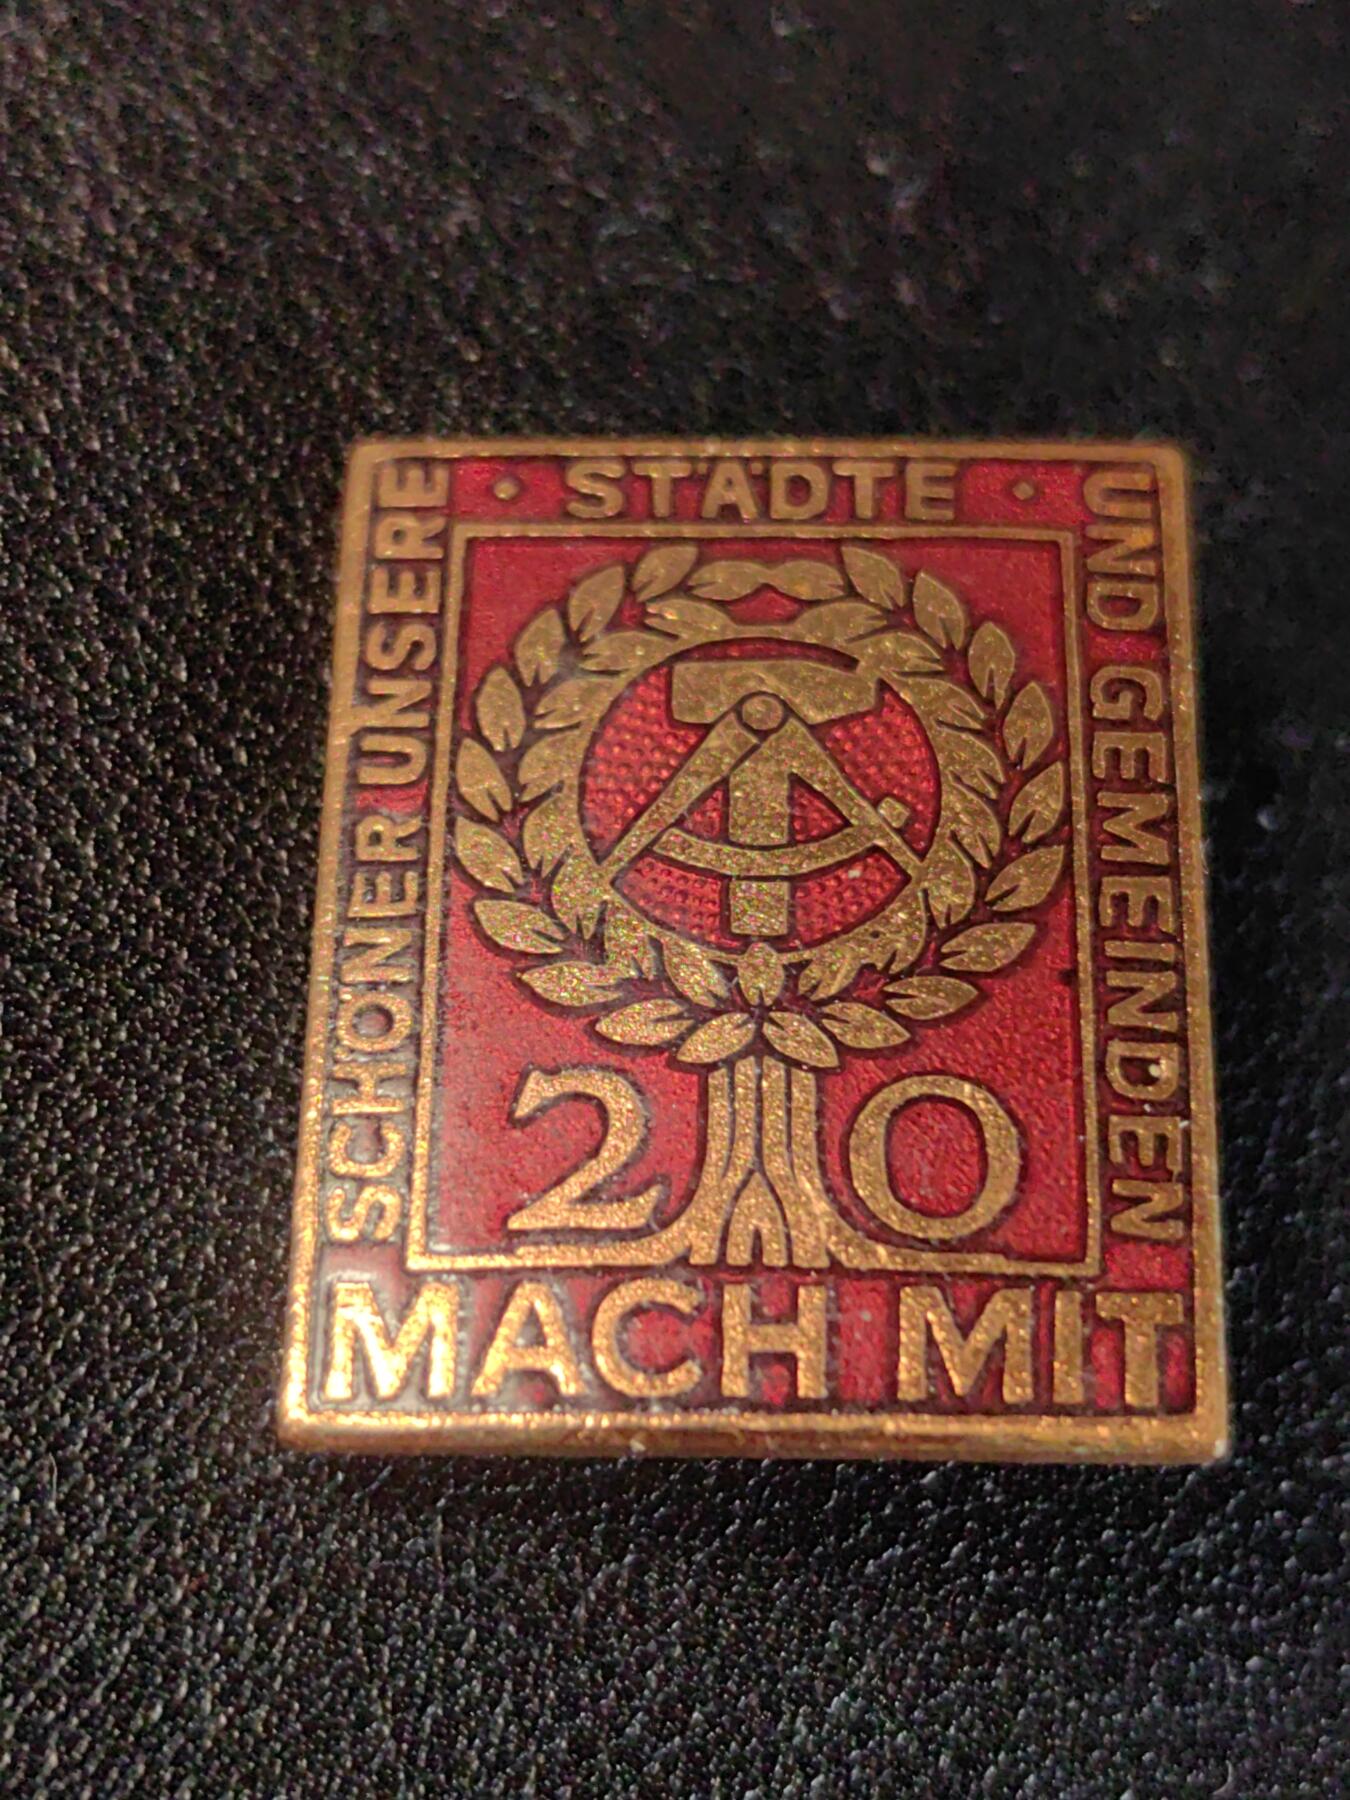 SCHÖNER UNSERE
STÄDTE
UND GEMEINDEN
20
MACH MIT